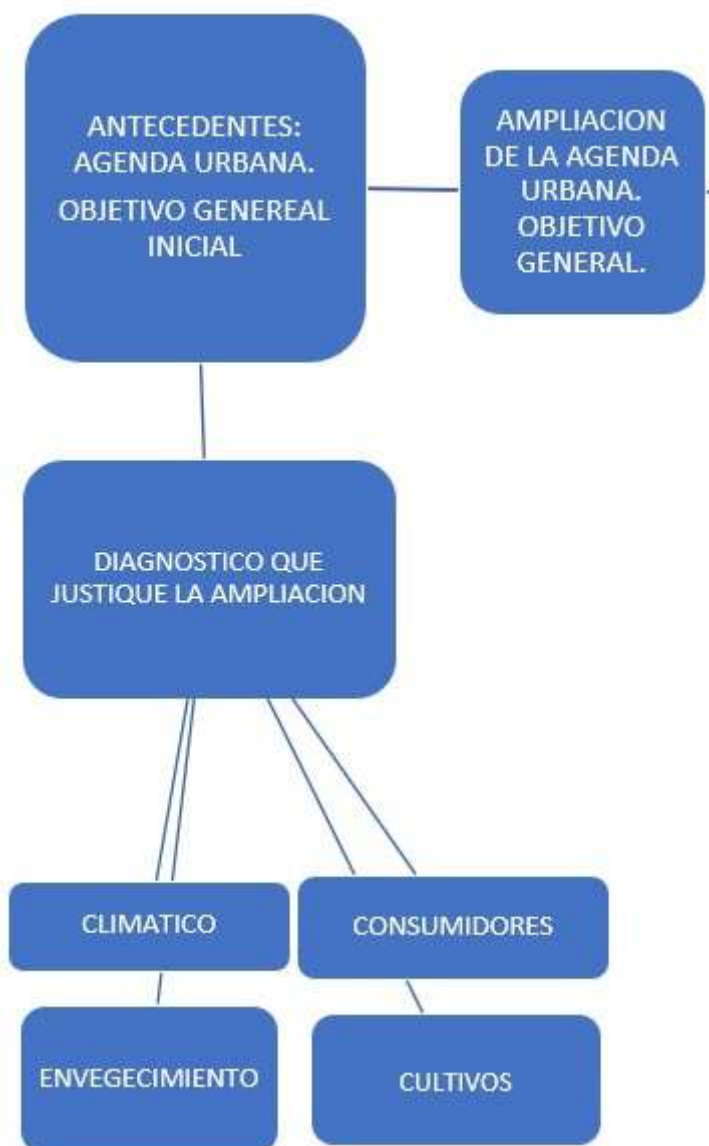 ANTECEDENTES:
AGENDA URBANA.
OBJETIVO GENEREAL
INICIAL
AMPLIACION
DE LA AGENDA
URBANA.
OBJETIVO
GENERAL.
DIAGNOSTICO QUE
JUSTIQUE LA AMPLIACION
CLIMATICO
CONSUMIDORES
ENVEGECIMIENTO
CULTIVOS